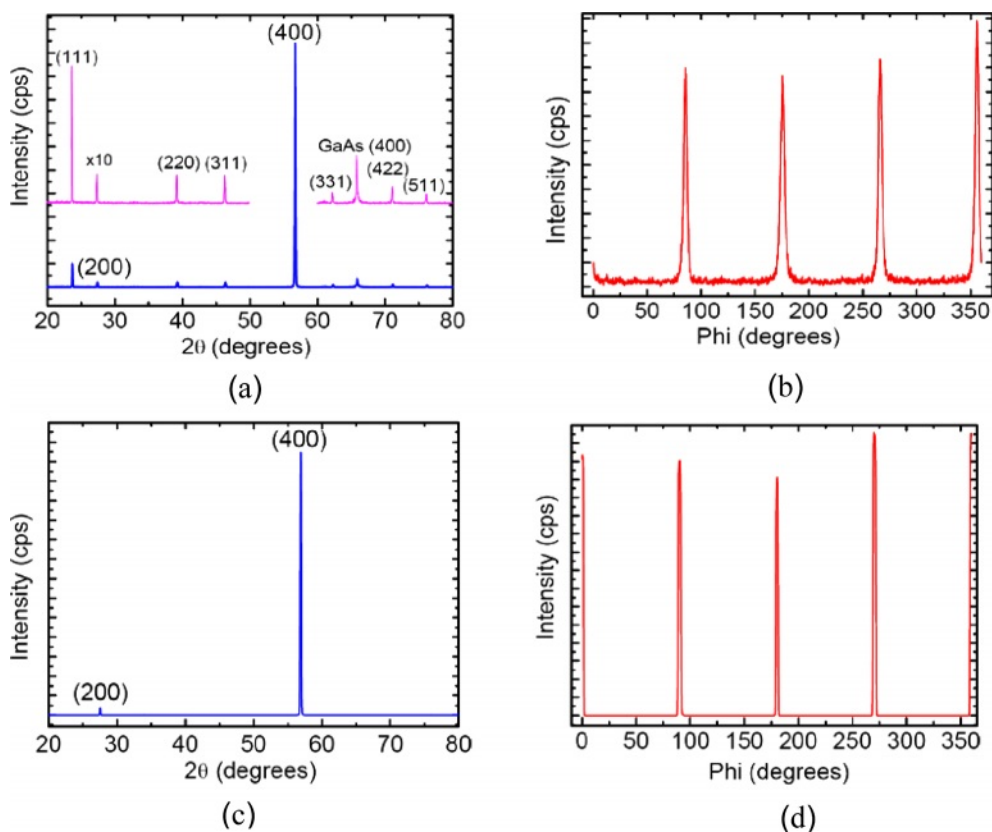 (400)
(111)
x10
(220) (311)
GaAs (400)
(331)
(422)
(511)
(200)
Intensity (cps)
20 30 40 50 60 70 80
2θ (degrees)
(a)
Intensity (cps)
0 50 100 150 200 250 300 350
Phi (degrees)
(b)
(400)
(200)
Intensity (cps)
20 30 40 50 60 70 80
2θ (degrees)
(c)
Intensity (cps)
0 50 100 150 200 250 300 350
Phi (degrees)
(d)